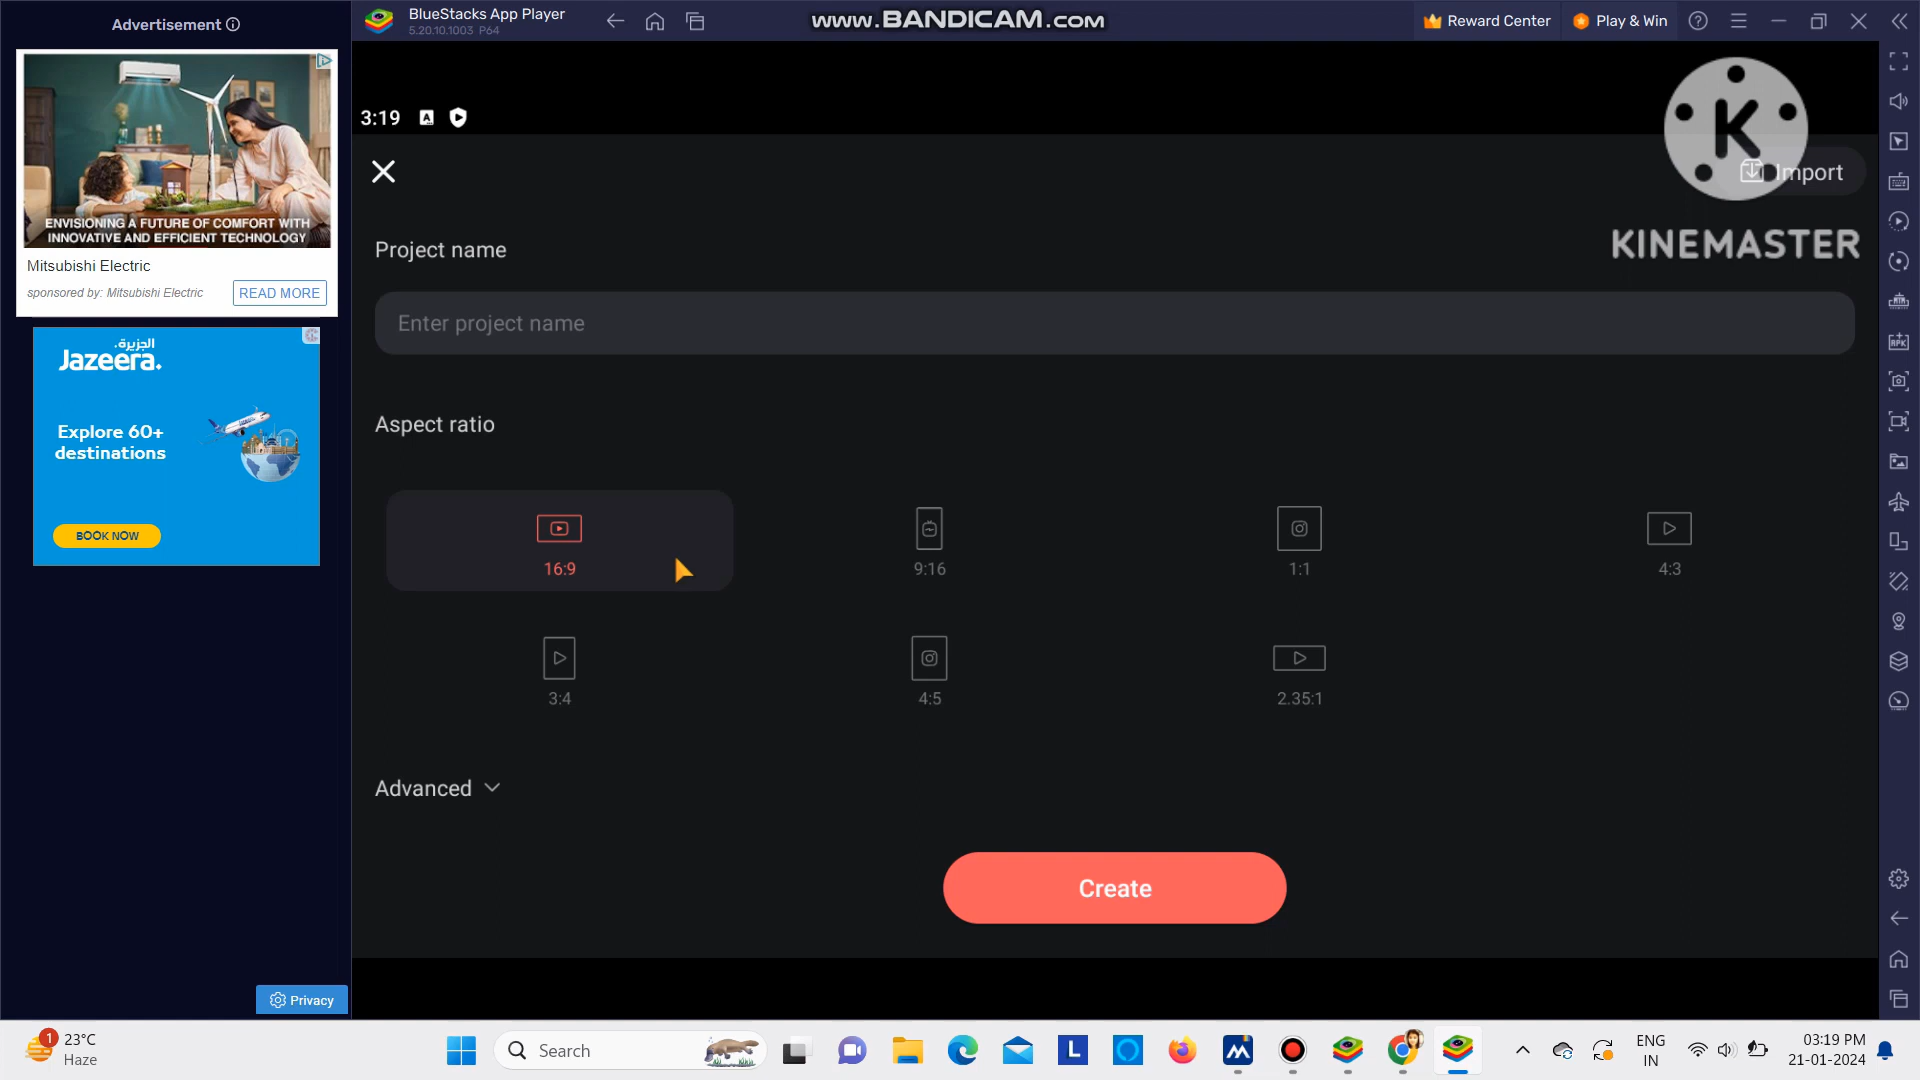 Advertisement
BlueStacks App Player
5.20.10.1003 P64
www.BANDICAM.com
Reward Center
Play & Win
3:19
K
Import
KINEMASTER
ENVISIONING A FUTURE OF COMFORT WITH
INNOVATIVE AND EFFICIENT TECHNOLOGY
Mitsubishi Electric
sponsored by: Mitsubishi Electric
READ MORE
الجزيرة.
Jazeera.
Explore 60+
destinations
BOOK NOW
Privacy
Project name
Enter project name
Aspect ratio
16:9
9:16
1:1
4:3
3:4
4:5
2.35:1
Advanced
Create
1
23°C
Haze
Search
L
ENG
IN
03:19 PM
21-01-2024